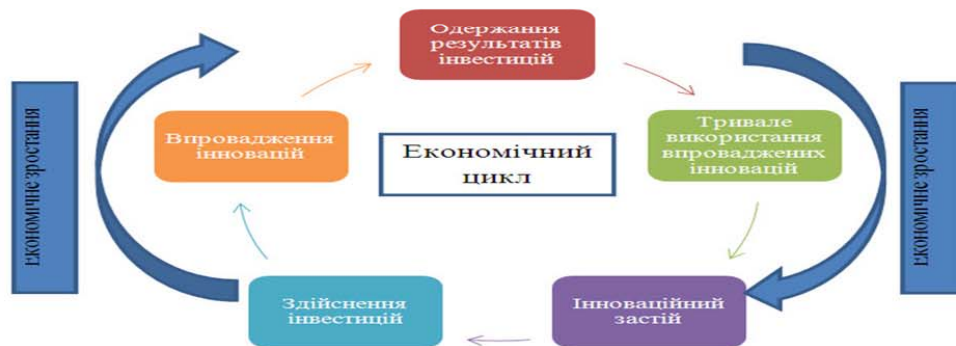 Одержання
результатів
інвестицій
Економічне зростання
Впровадження
інновацій
Економічний
цикл
Тривале
використання
впроваджених
інновацій
Економічне зростання
Здійснення
інвестицій
Інноваційний
застій